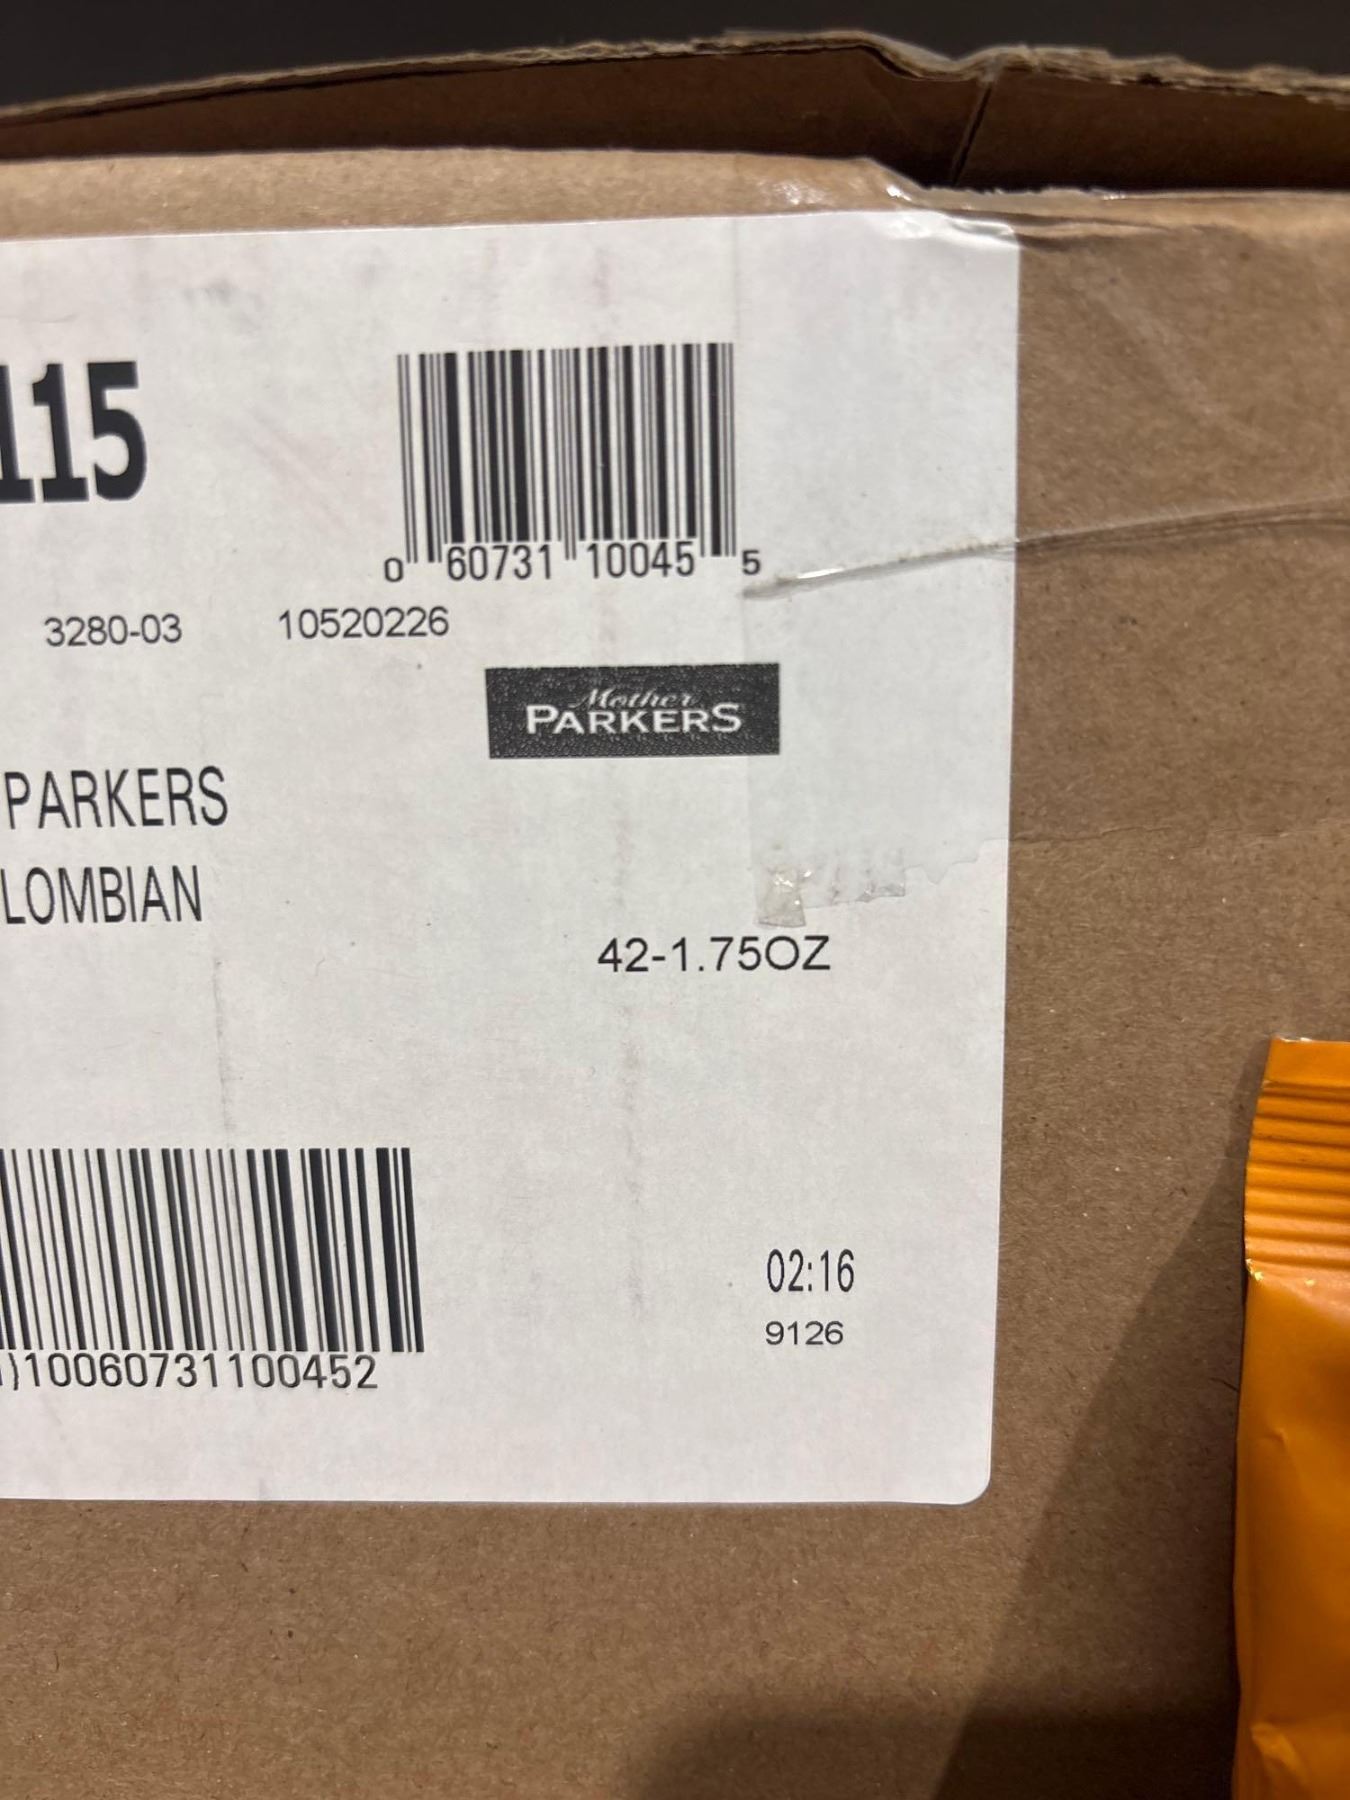 115
0 60731 10045 5
3280-03 10520226
Mother
PARKERS
PARKERS
LOMBIAN
42-1.75OZ
02:16
9126
)10060731100452